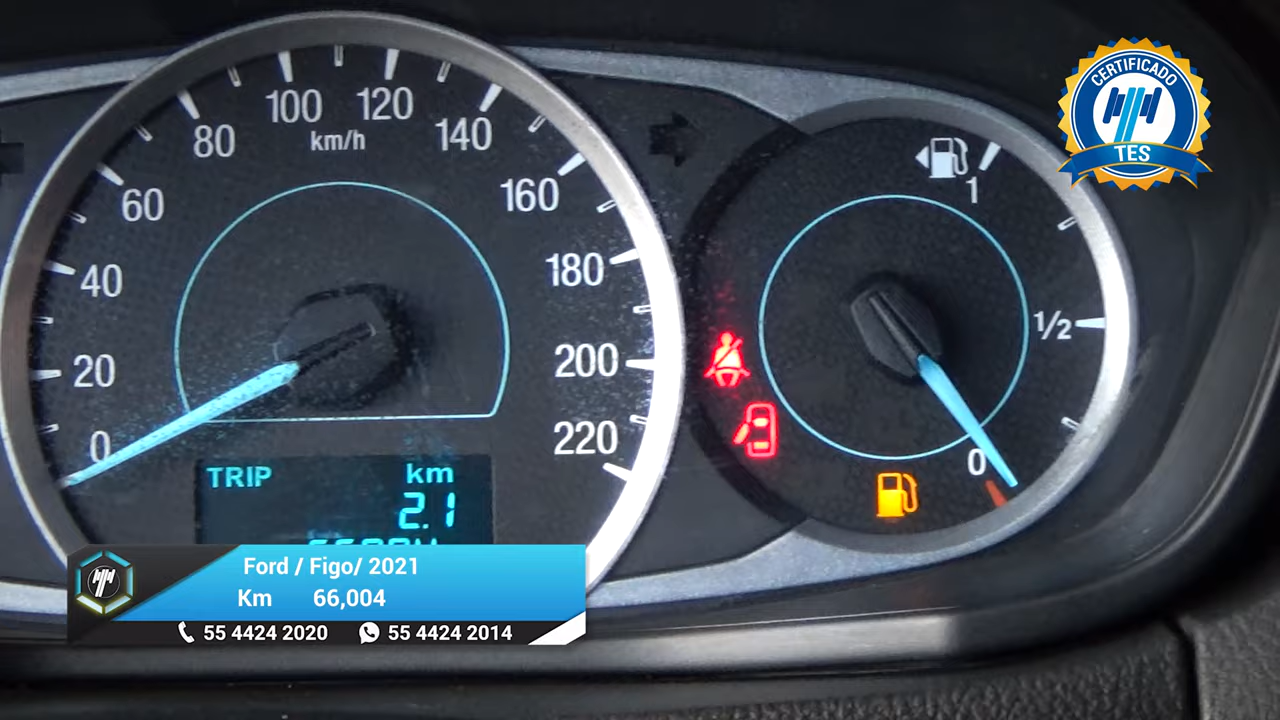 100 120
80 km/h 140
60 160
40 180
20 200
0 220
TRIP km
2.1
1
1/2
0
CERTIFICADO
TES
Ford / Figo/ 2021
Km 66,004
55 4424 2020 55 4424 2014